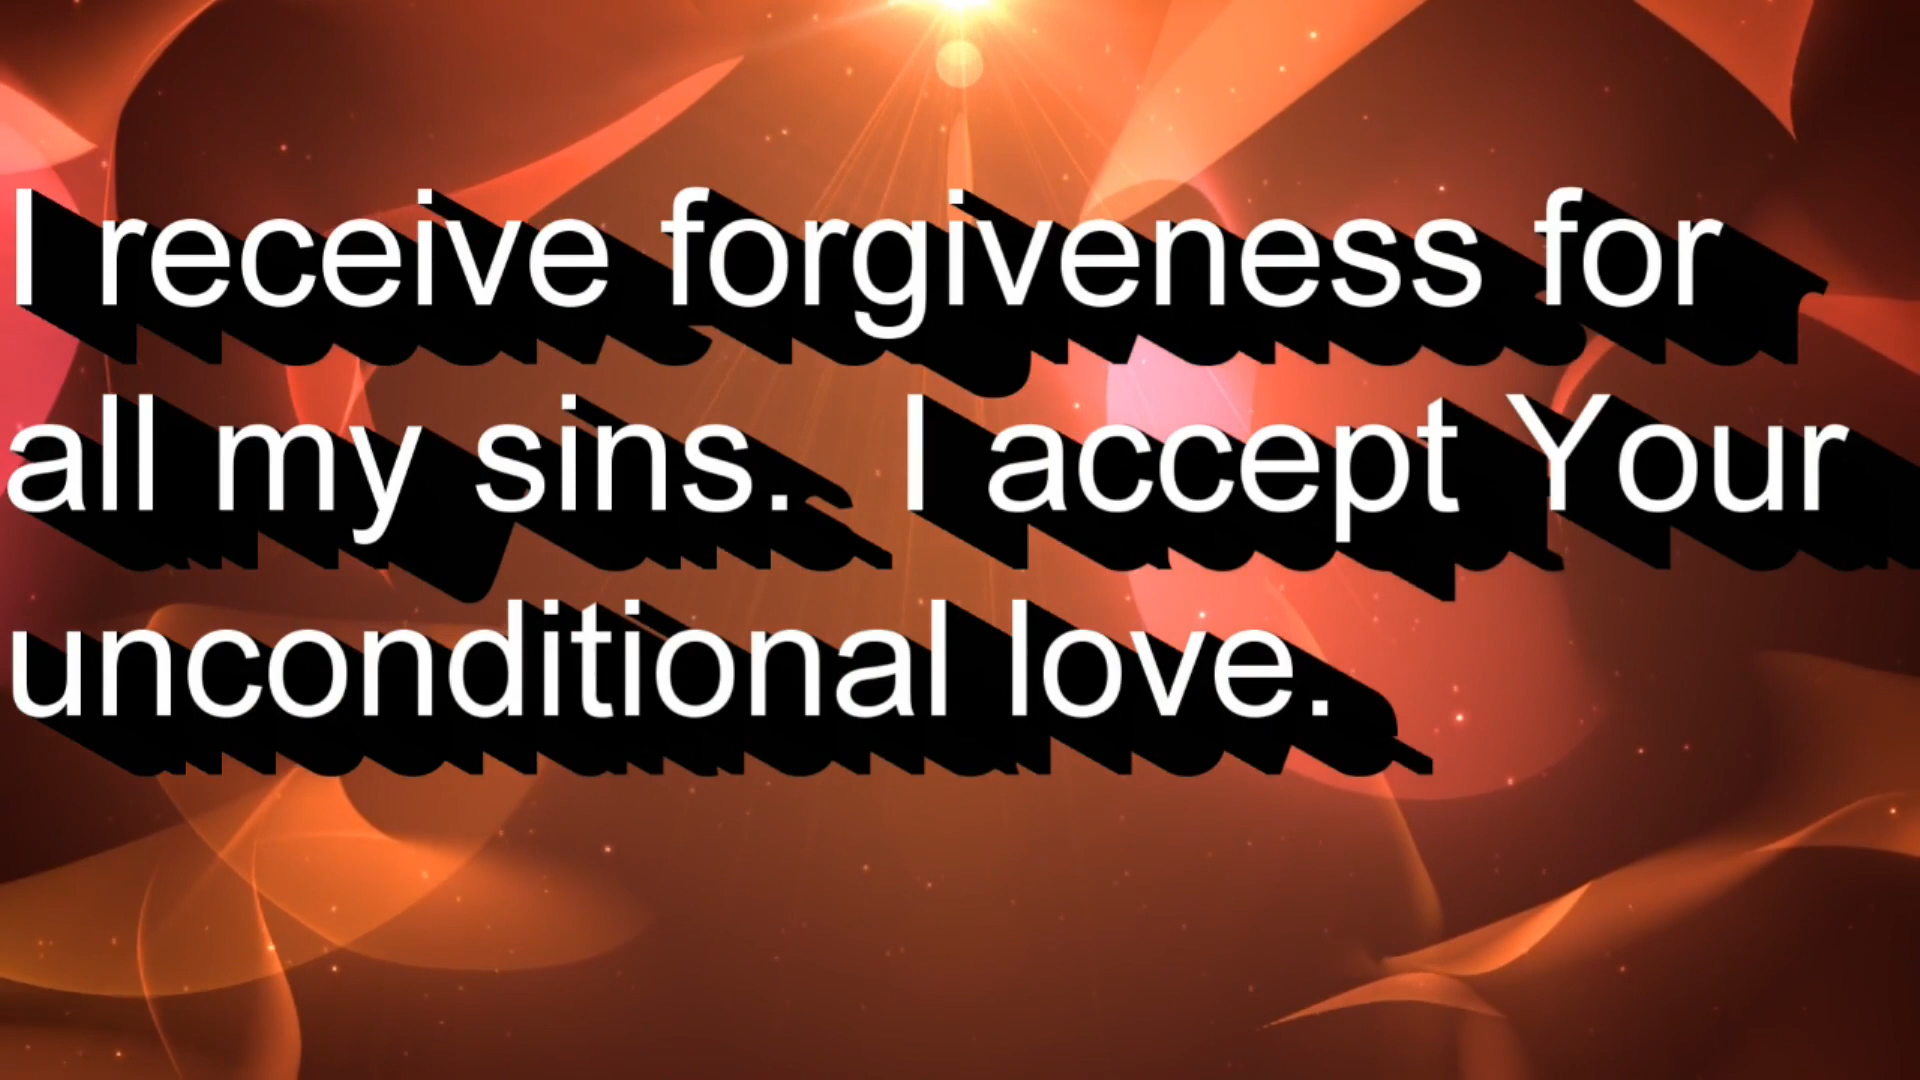 I receive forgiveness for
all my sins.  I accept Your
unconditional love.